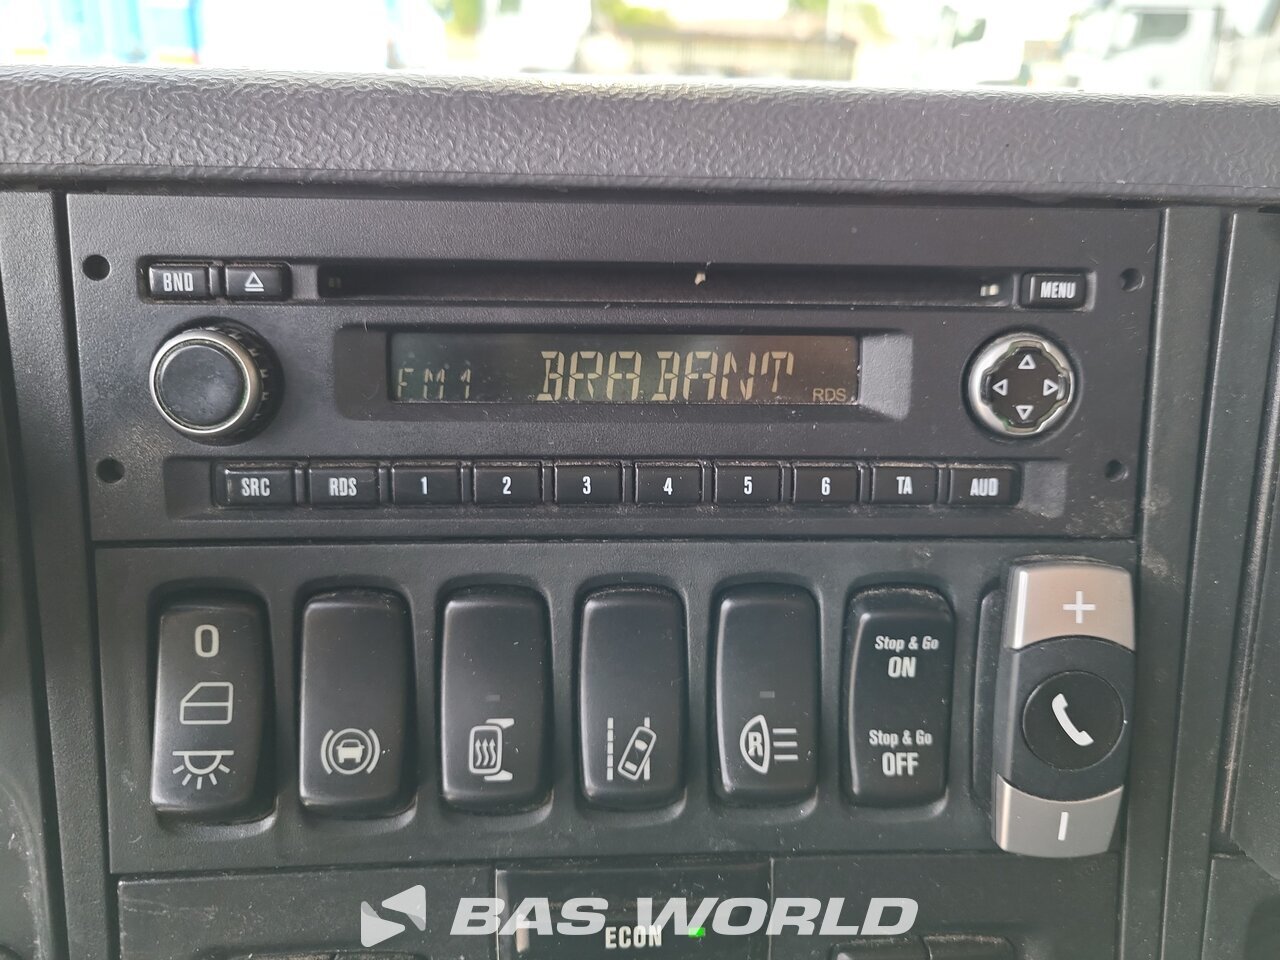 BND
MENU
FM1 BRABANT RDS
SRC RDS 1 2 3 4 5 6 TA AUD
0
R
Stop & Go
ON
Stop & Go
OFF
+
-
BAS WORLD
ECON